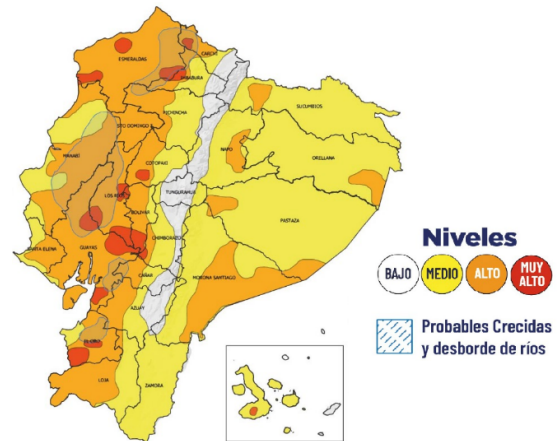 ESMERALDAS
CARCHI
IMBABURA
SUCUMBIOS
PICHINCHA
STO DOMINGO
NAPO
ORELLANA
MANABI
COTOPAXI
TUNGURAHUA
LOS RIOS
BOLIVAR
PASTAZA
CHIMBORAZO
SANTA ELENA
GUAYAS
MORONA SANTIAGO
CAÑAR
AZUAY
EL ORO
LOJA
ZAMORA
Niveles
BAJO
MEDIO
ALTO
MUY
ALTO
Probables Crecidas
y desborde de ríos